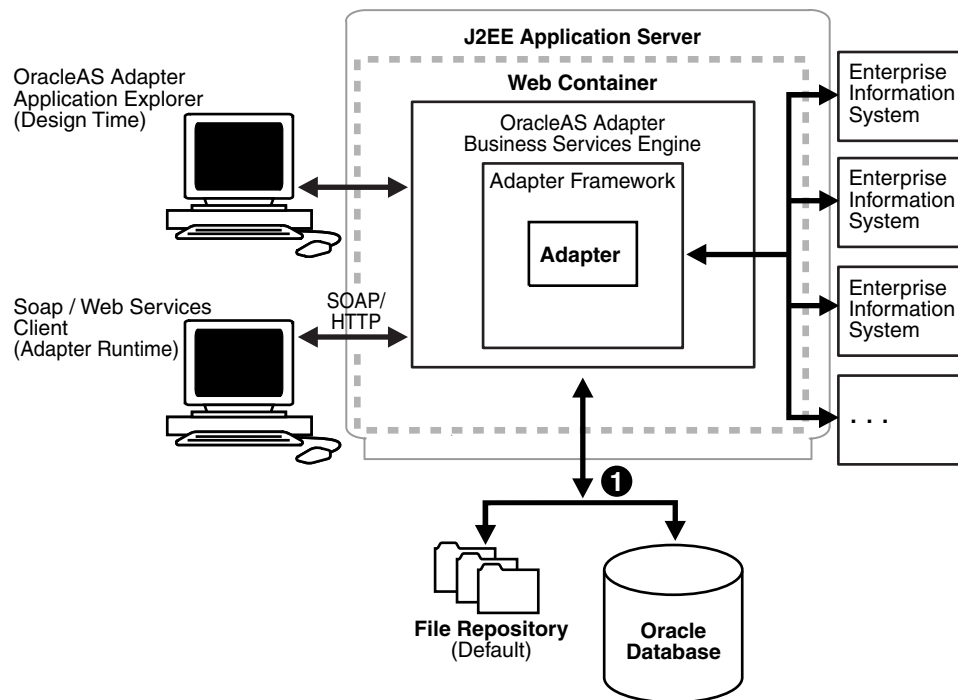 J2EE Application Server
OracleAS Adapter
Application Explorer
(Design Time)
Web Container
OracleAS Adapter
Business Services Engine
Adapter Framework
Adapter
Enterprise
Information
System
Enterprise
Information
System
Soap / Web Services
Client
(Adapter Runtime)
SOAP/
HTTP
Enterprise
Information
System
. . .
1
File Repository
(Default)
Oracle
Database